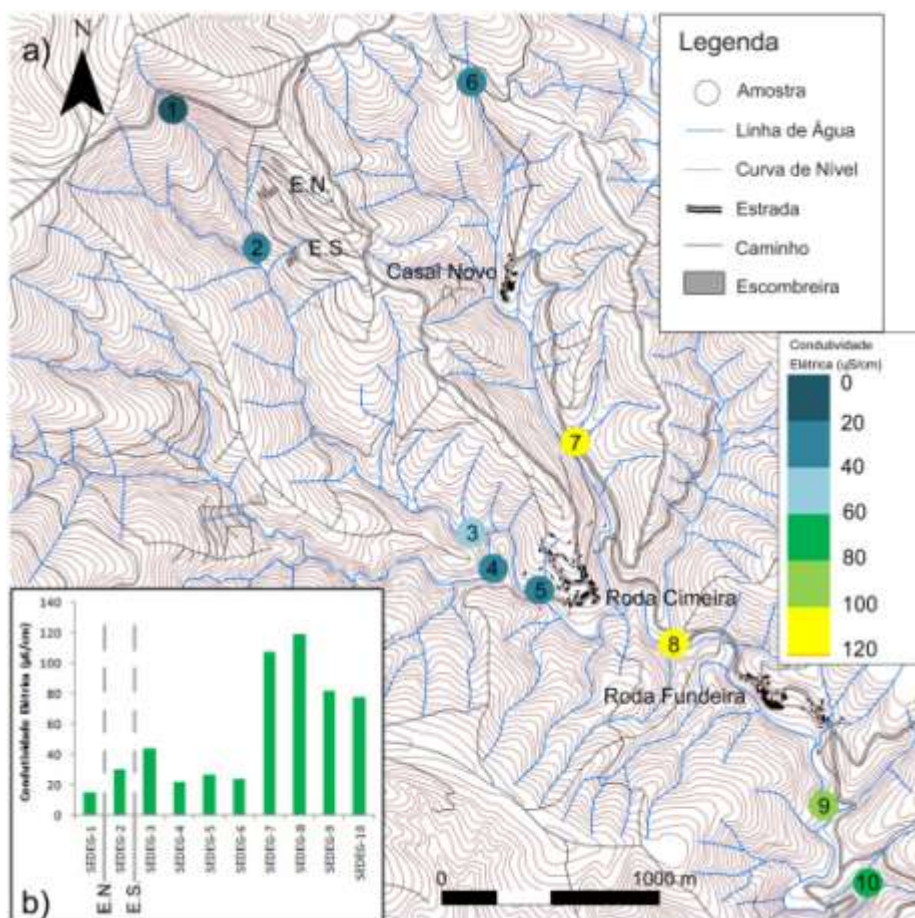 a)
N
1
6
E.N.
2
E.S.
Casal Novo
7
3
4
5
Roda Cimeira
8
Roda Fundeira
9
10
0 1000 m
Legenda
Amostra
Linha de Água
Curva de Nível
Estrada
Caminho
Escombreira
Condutividade
Elétrica (µS/cm)
0
20
40
60
80
100
120
Condutividade Elétrica (µS/cm)
140
120
100
80
60
40
20
0
SEDEG-1
E.N
SEDEG-2
E.S.
SEDEG-3
SEDEG-4
SEDEG-5
SEDEG-6
SEDEG-7
SEDEG-8
SEDEG-9
SEDEG-10
b)